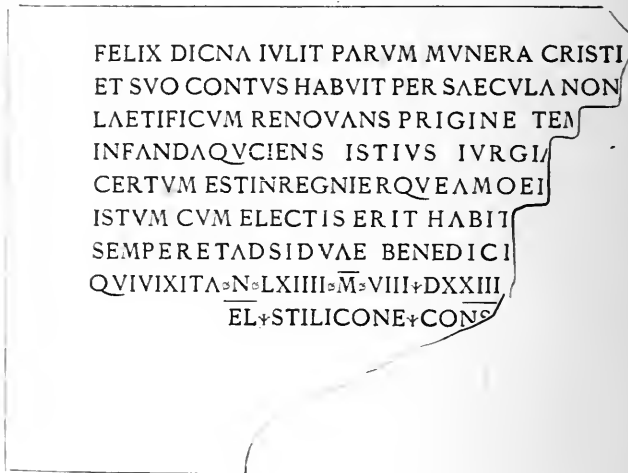 FELIX DICNA IVLIT PARVM MVNERA CRISTI
ET SVO CONTVS HABVIT PER SAECVLA NON
LAETIFICVM RENOVANS PRIGINE TEM
INFANDAQVCIENS ISTIVS IVRGIA
CERTVM ESTINREGNIERQVEAMOEI
ISTVM CVM ELECTIS ERIT HABIT
SEMPERETADSIDVAE BENEDICI
QVIVIXITA N LXIIII M VIII DXXIII
EL STILICONE CONS